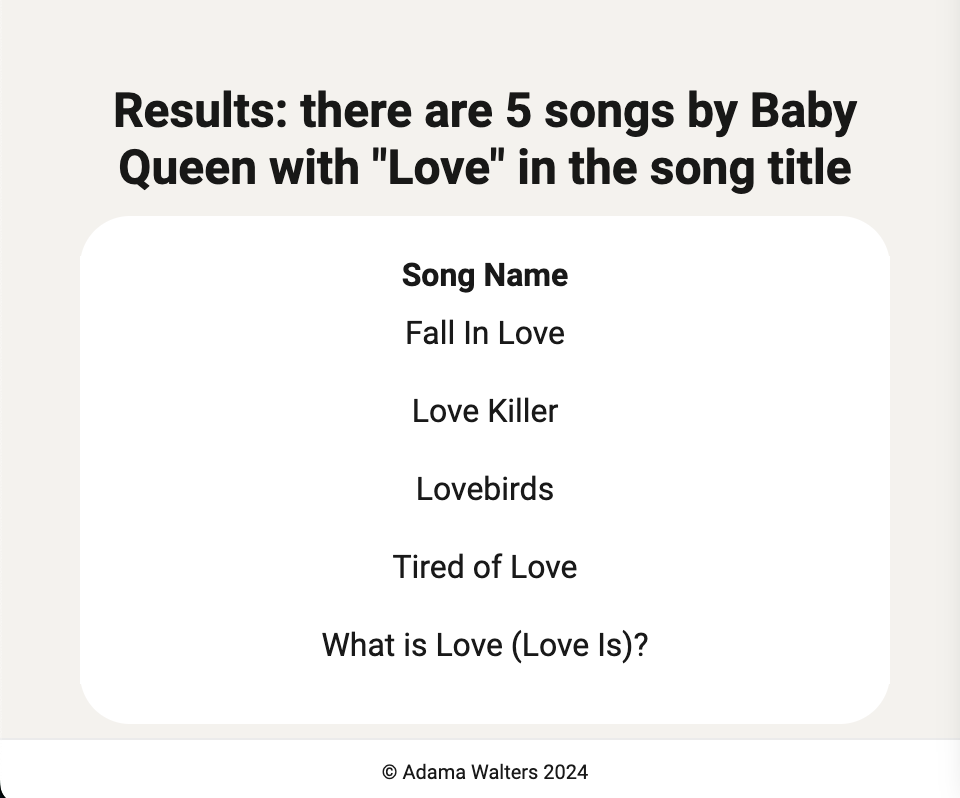 Results: there are 5 songs by Baby
Queen with "Love" in the song title
Song Name
Fall In Love
Love Killer
Lovebirds
Tired of Love
What is Love (Love Is)?
© Adama Walters 2024